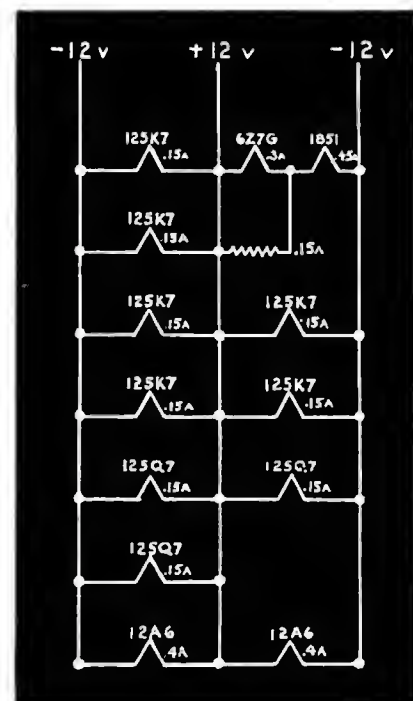 -12 v +12 v -12 v
12SK7 6Z7G 1851
.15A .3A .45A
12SK7
.15A .15A
12SK7 12SK7
.15A .15A
12SK7 12SK7
.15A .15A
12SQ7 12SQ7
.15A .15A
12SQ7
.15A
12A6 12A6
.4A .4A